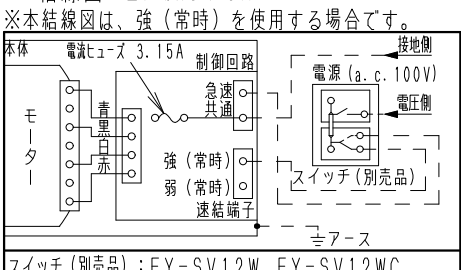 ※本結線図は、強（常時）を使用する場合です。
本体
電流ヒューズ 3.15A
制御回路
接地側
電源(a.c.100V)
急速
共通
電圧側
モーター
青
黒
白
赤
強（常時）
弱（常時）
スイッチ(別売品)
速結端子
アース
スイッチ(別売品):FY-SV12W, FY-SV12WC